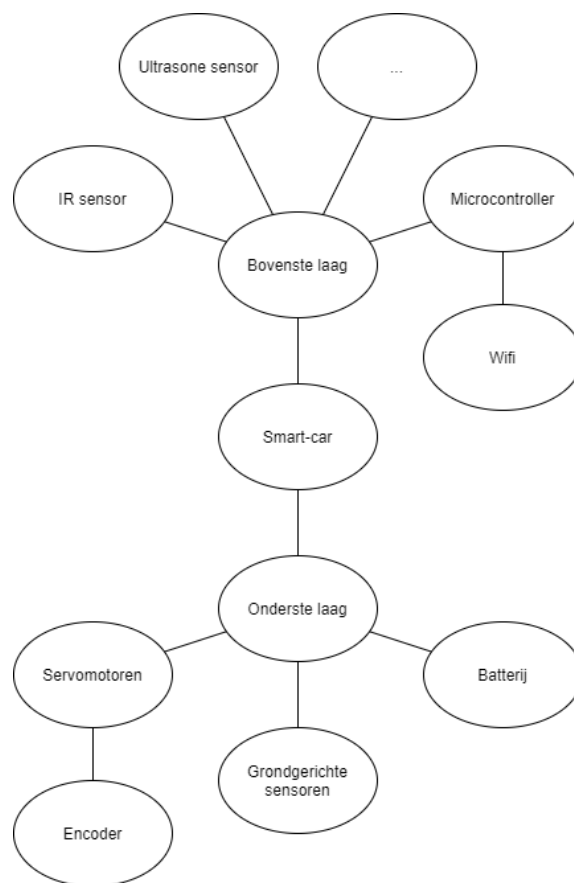 Ultrasone sensor
...
IR sensor
Microcontroller
Bovenste laag
Wifi
Smart-car
Onderste laag
Servomotoren
Batterij
Grondgerichte
sensoren
Encoder